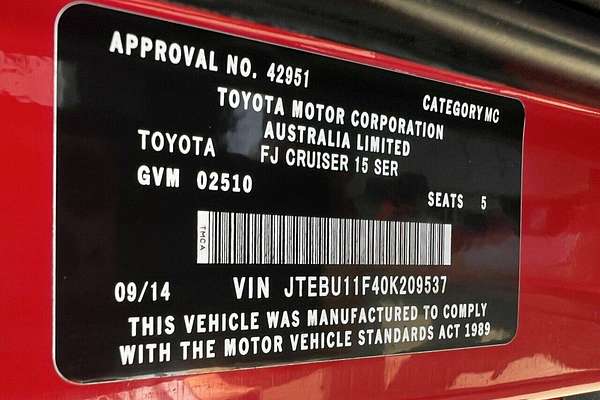 APPROVAL NO. 42951 CATEGORY MC
TOYOTA MOTOR CORPORATION
AUSTRALIA LIMITED
TOYOTA FJ CRUISER 15 SER
GVM 02510
SEATS 5
TMCA
09/14 VIN JTEBU11F40K209537
THIS VEHICLE WAS MANUFACTURED TO COMPLY
WITH THE MOTOR VEHICLE STANDARDS ACT 1989